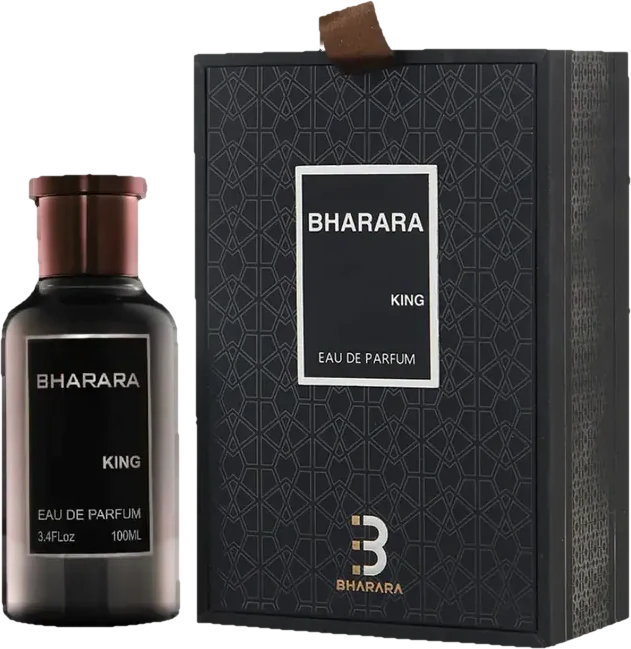 BHARARA
KING
EAU DE PARFUM
3.4FLoz 100ML
BHARARA
KING
EAU DE PARFUM
B
BHARARA